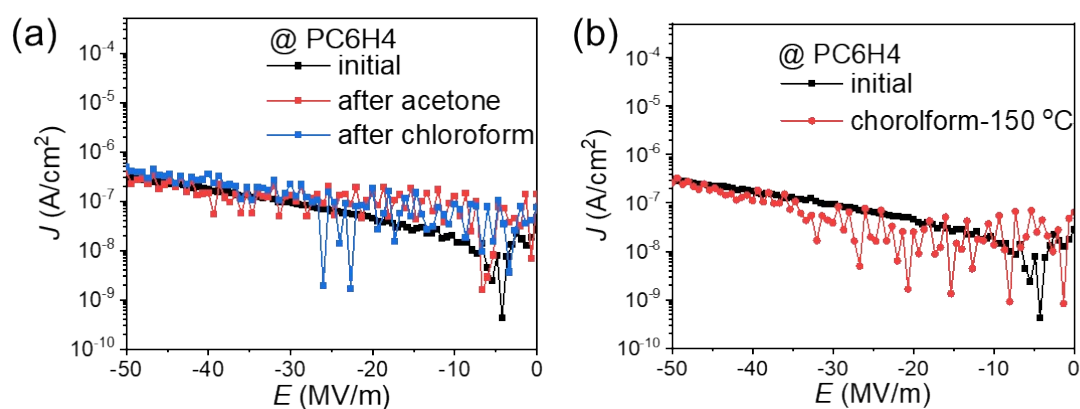 (a)
@ PC6H4
initial
after acetone
after chloroform
J (A/cm²)
10⁻⁴
10⁻⁵
10⁻⁶
10⁻⁷
10⁻⁸
10⁻⁹
10⁻¹⁰
-50 -40 -30 -20 -10 0
E (MV/m)
(b)
@ PC6H4
initial
chorolform-150 ºC
J (A/cm²)
10⁻⁴
10⁻⁵
10⁻⁶
10⁻⁷
10⁻⁸
10⁻⁹
10⁻¹⁰
-50 -40 -30 -20 -10 0
E (MV/m)